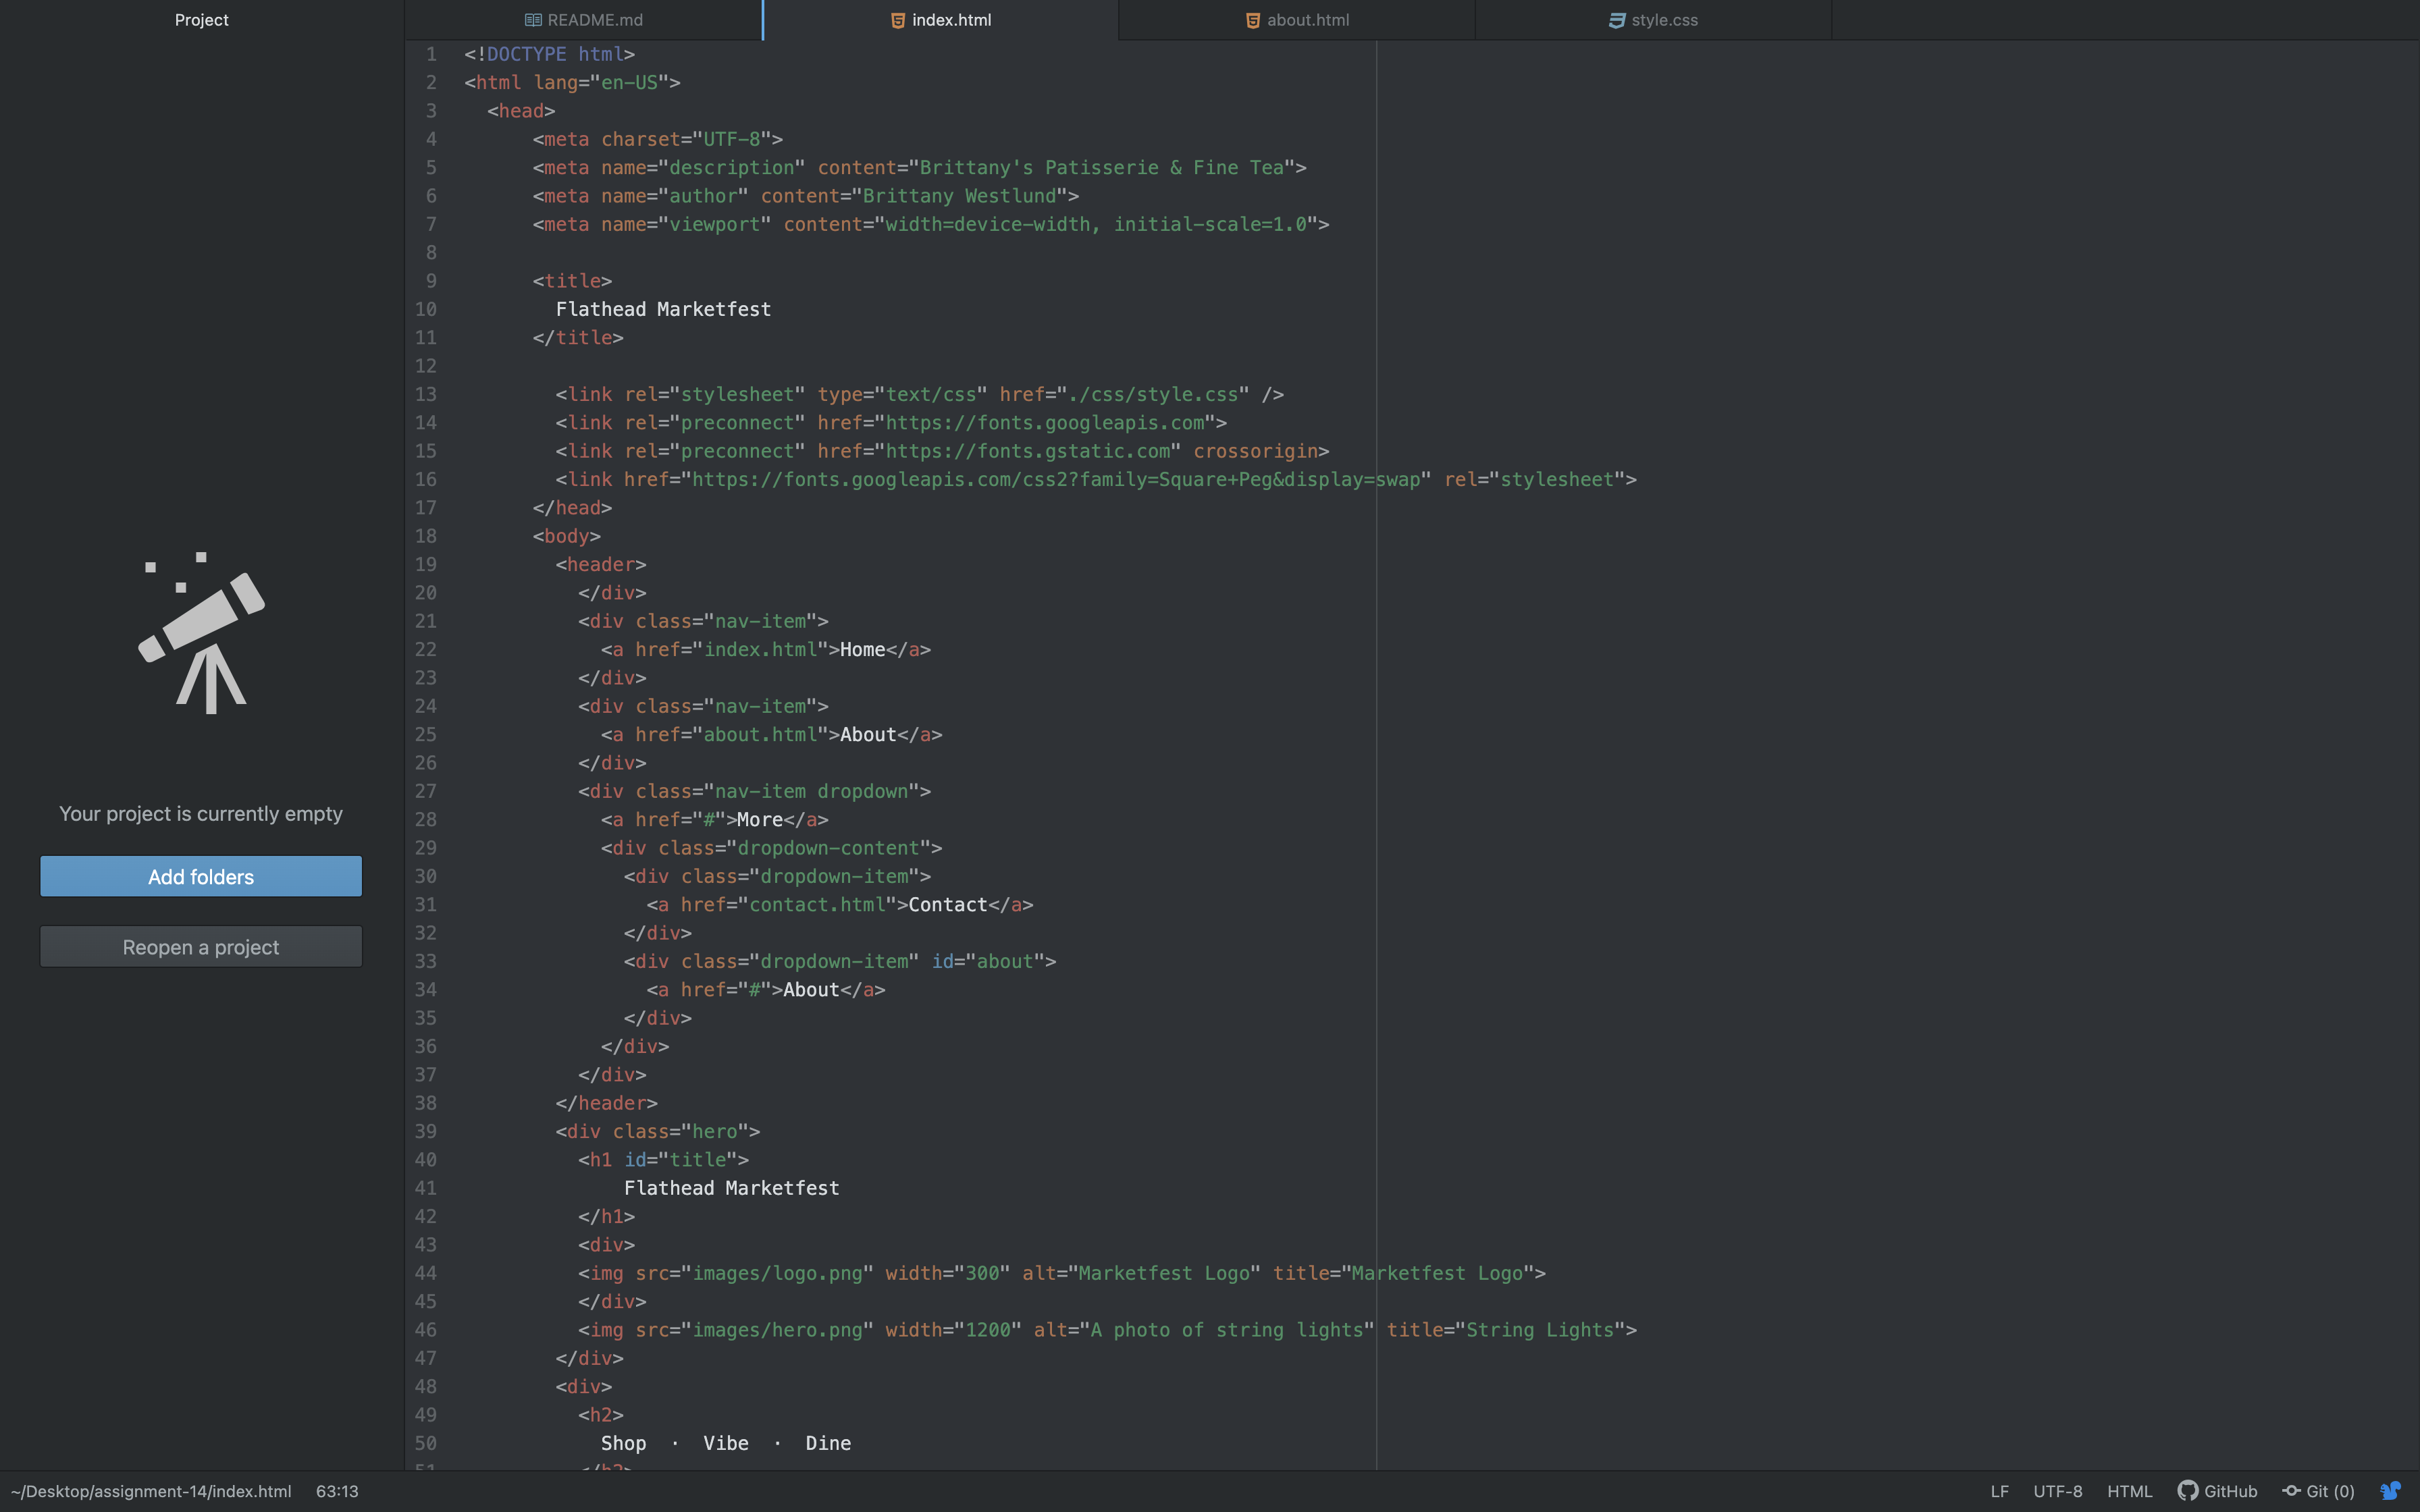 Project
README.md
index.html
about.html
style.css
1 <!DOCTYPE html>
2 <html lang="en-US">
3 <head>
4 <meta charset="UTF-8">
5 <meta name="description" content="Brittany's Patisserie & Fine Tea">
6 <meta name="author" content="Brittany Westlund">
7 <meta name="viewport" content="width=device-width, initial-scale=1.0">
8
9 <title>
10 Flathead Marketfest
11 </title>
12
13 <link rel="stylesheet" type="text/css" href="./css/style.css" />
14 <link rel="preconnect" href="https://fonts.googleapis.com">
15 <link rel="preconnect" href="https://fonts.gstatic.com" crossorigin>
16 <link href="https://fonts.googleapis.com/css2?family=Square+Peg&display=swap" rel="stylesheet">
17 </head>
18 <body>
19 <header>
20 </div>
21 <div class="nav-item">
22 <a href="index.html">Home</a>
23 </div>
24 <div class="nav-item">
25 <a href="about.html">About</a>
26 </div>
27 <div class="nav-item dropdown">
28 <a href="#">More</a>
29 <div class="dropdown-content">
30 <div class="dropdown-item">
31 <a href="contact.html">Contact</a>
32 </div>
33 <div class="dropdown-item" id="about">
34 <a href="#">About</a>
35 </div>
36 </div>
37 </div>
38 </header>
39 <div class="hero">
40 <h1 id="title">
41 Flathead Marketfest
42 </h1>
43 <div>
44 <img src="images/logo.png" width="300" alt="Marketfest Logo" title="Marketfest Logo">
45 </div>
46 <img src="images/hero.png" width="1200" alt="A photo of string lights" title="String Lights">
47 </div>
48 <div>
49 <h2>
50 Shop · Vibe · Dine
51 </h2>
Your project is currently empty
Add folders
Reopen a project
~/Desktop/assignment-14/index.html 63:13
LF UTF-8 HTML GitHub Git (0)